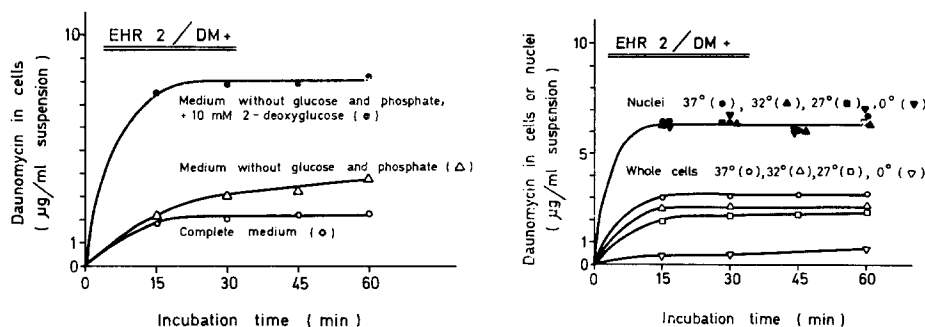 EHR 2 / DM +
10
5
1
0
Daunomycin in cells
( µg/ml suspension )
Medium without glucose and phosphate,
+ 10 mM 2-deoxyglucose ( ● )
Medium without glucose and phosphate ( △ )
Complete medium ( ○ )
0 15 30 45 60
Incubation time ( min )
EHR 2 / DM +
10
5
1
0
Daunomycin in cells or nuclei
( µg/ml suspension )
Nuclei 37° ( ● ) , 32° ( ▲ ) , 27° ( ■ ) , 0° ( ▼ )
Whole cells 37° ( ○ ) , 32° ( △ ) , 27° ( □ ) , 0° ( ▽ )
0 15 30 45 60
Incubation time ( min )